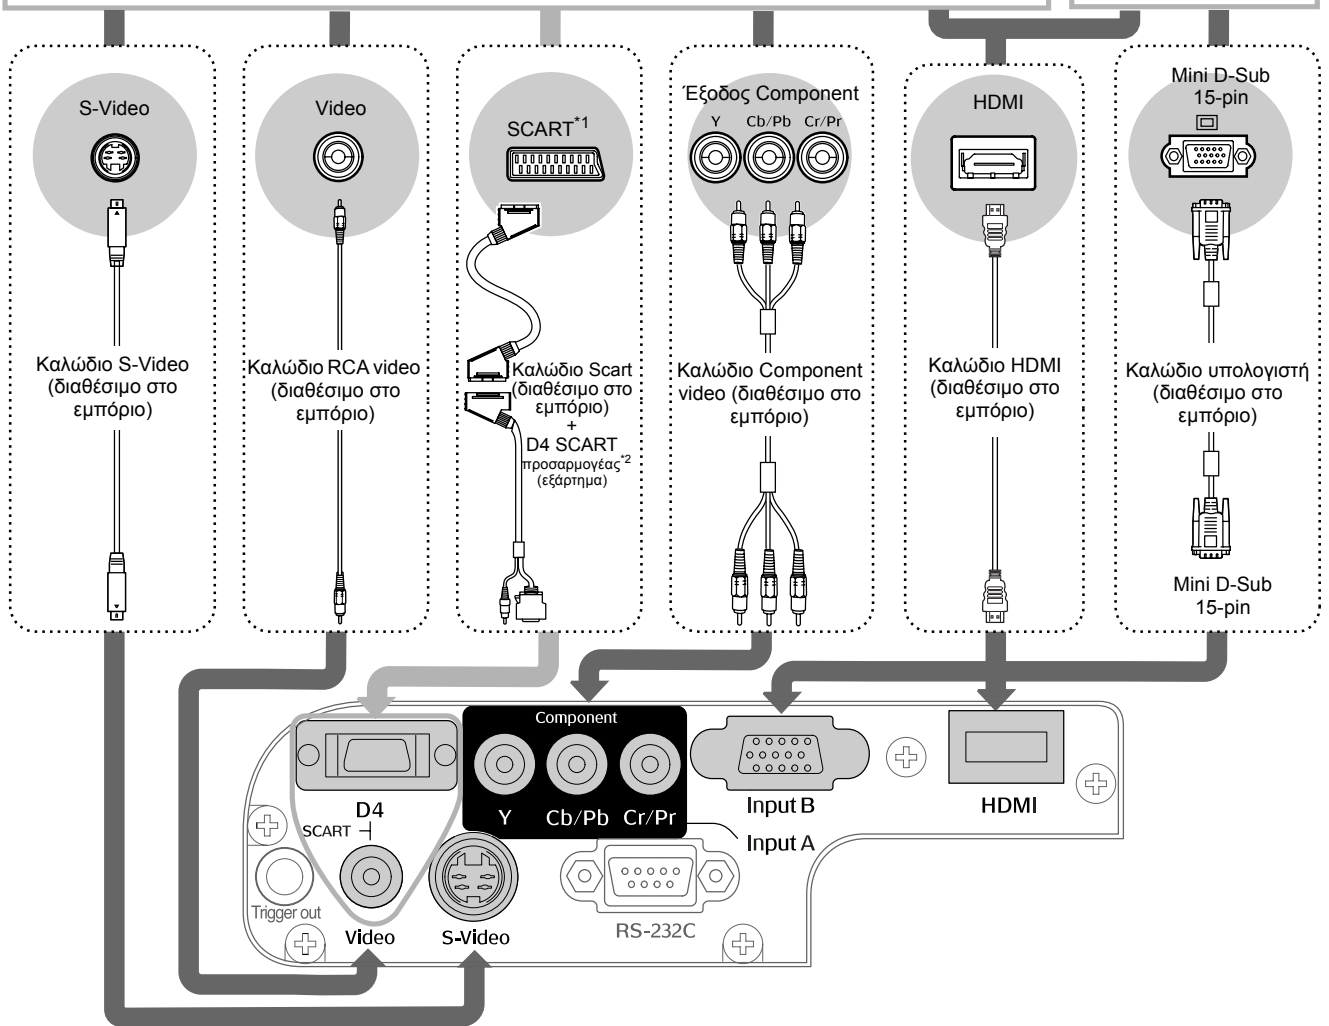 S-Video
Video
SCART*1
Έξοδος Component
Y Cb/Pb Cr/Pr
HDMI
Mini D-Sub
15-pin
Καλώδιο S-Video
(διαθέσιμο στο
εμπόριο)
Καλώδιο RCA video
(διαθέσιμο στο
εμπόριο)
Καλώδιο Scart
(διαθέσιμο στο
εμπόριο)
+
D4 SCART
προσαρμογέας*2
(εξάρτημα)
Καλώδιο Component
video (διαθέσιμο στο
εμπόριο)
Καλώδιο HDMI
(διαθέσιμο στο
εμπόριο)
Καλώδιο υπολογιστή
(διαθέσιμο στο
εμπόριο)
Mini D-Sub
15-pin
Component
Y Cb/Pb Cr/Pr
Input B
HDMI
D4
SCART
Input A
Trigger out
Video
S-Video
RS-232C